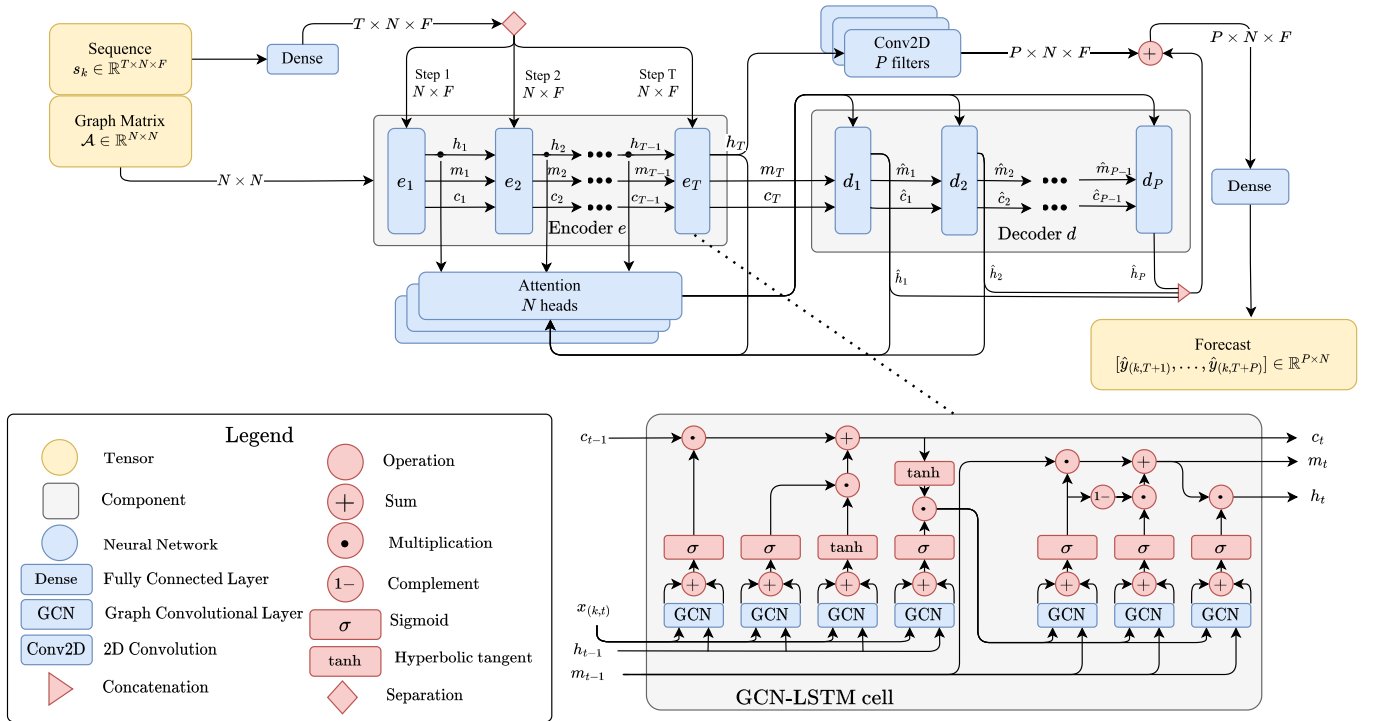 Sequence
s_k ∈ ℝ^{T×N×F}
Graph Matrix
𝒜 ∈ ℝ^{N×N}
Dense
T × N × F
N × N
Step 1
N × F
Step 2
N × F
Step T
N × F
e_1
h_1
m_1
c_1
e_2
h_2
m_2
c_2
h_{T−1}
m_{T−1}
c_{T−1}
e_T
Encoder e
h_T
m_T
c_T
Attention
N heads
Conv2D
P filters
P × N × F
+
P × N × F
d_1
m̂_1
ĉ_1
d_2
m̂_2
ĉ_2
m̂_{P−1}
ĉ_{P−1}
d_P
Decoder d
ĥ_1
ĥ_2
ĥ_P
Dense
Forecast
[ŷ_{(k,T+1)}, . . . , ŷ_{(k,T+P)}] ∈ ℝ^{P×N}
Legend
Tensor
Component
Neural Network
Dense
Fully Connected Layer
GCN
Graph Convolutional Layer
Conv2D
2D Convolution
Concatenation
Operation
+
Sum
Multiplication
1−
Complement
σ
Sigmoid
tanh
Hyperbolic tangent
Separation
c_{t−1}
+
c_t
tanh
+
m_t
1−
h_t
σ
σ
tanh
σ
σ
σ
σ
+
+
+
+
+
+
+
x_{(k,t)}
GCN
GCN
GCN
GCN
GCN
GCN
GCN
h_{t−1}
m_{t−1}
GCN-LSTM cell